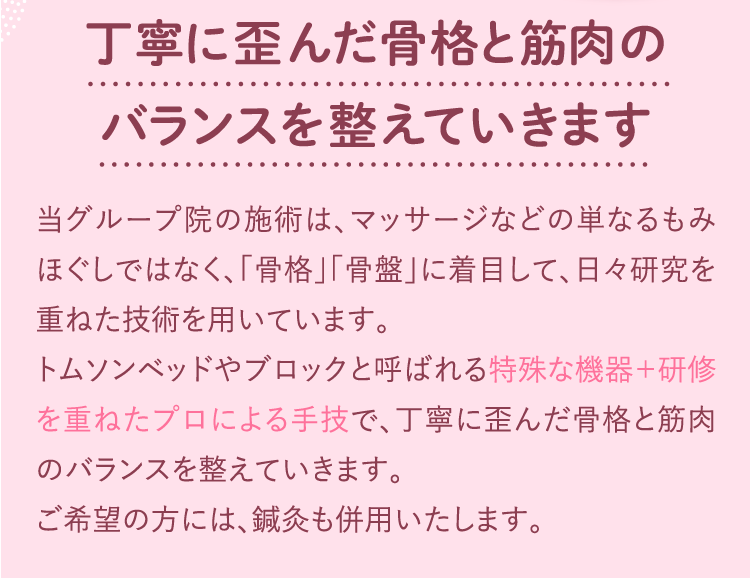 丁寧に歪んだ骨格と筋肉の
バランスを整えていきます
当グループ院の施術は、マッサージなどの単なるもみ
ほぐしではなく、「骨格」「骨盤」に着目して、日々研究を
重ねた技術を用いています。
トムソンベッドやブロックと呼ばれる特殊な機器＋研修
を重ねたプロによる手技で、丁寧に歪んだ骨格と筋肉
のバランスを整えていきます。
ご希望の方には、鍼灸も併用いたします。